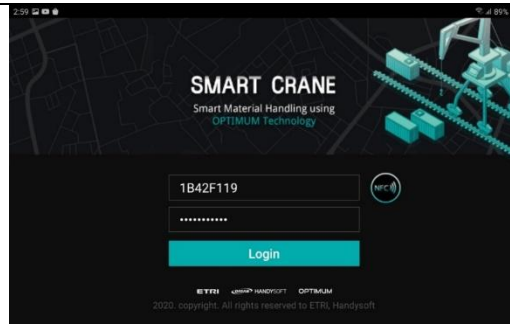 2:59
89%
SMART CRANE
Smart Material Handling using
OPTIMUM Technology
1B42F119
NFC
Login
ETRI HANDYSOFT OPTIMUM
2020. copyright. All rights reserved to ETRI, Handysoft